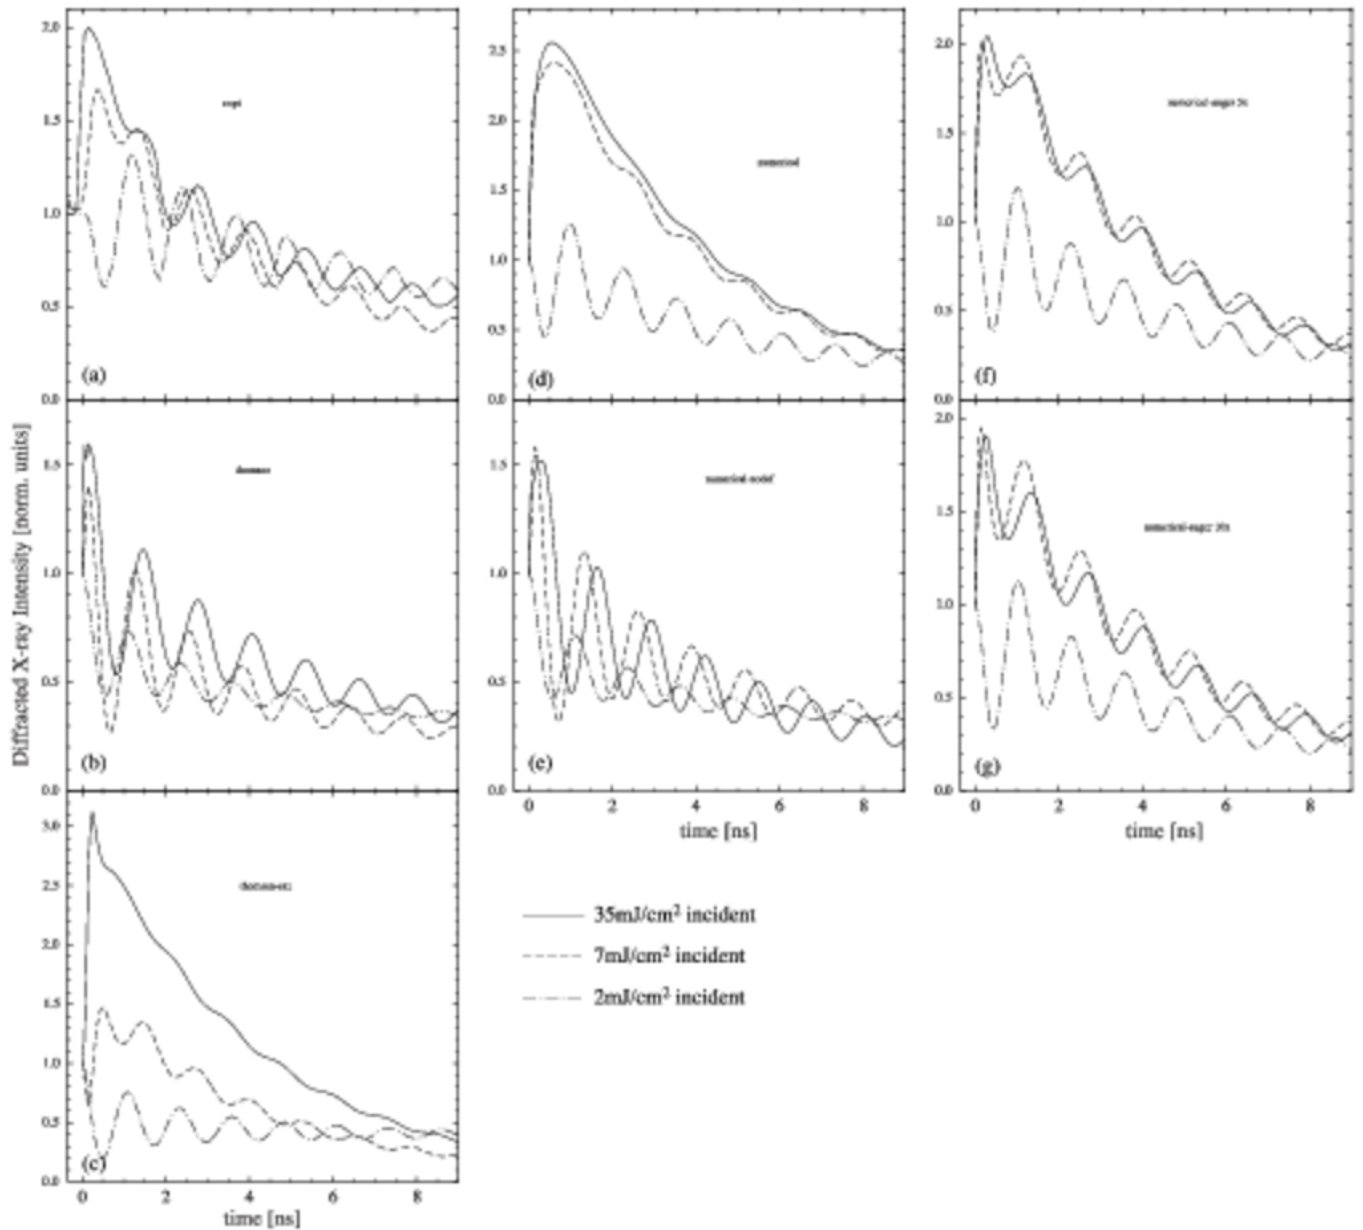 2.0
1.5
1.0
0.5
0.0
expt
(a)
2.5
2.0
1.5
1.0
0.5
0.0
numerical
(d)
2.0
1.5
1.0
0.5
0.0
(f)
Diffracted X-ray Intensity [norm. units]
1.5
1.0
0.5
0.0
(b)
1.5
1.0
0.5
0.0
(e)
0 2 4 6 8
time [ns]
2.0
1.5
1.0
0.5
0.0
(g)
0 2 4 6 8
time [ns]
3.0
2.5
2.0
1.5
1.0
0.5
0.0
(c)
0 2 4 6 8
time [ns]
35mJ/cm² incident
7mJ/cm² incident
2mJ/cm² incident